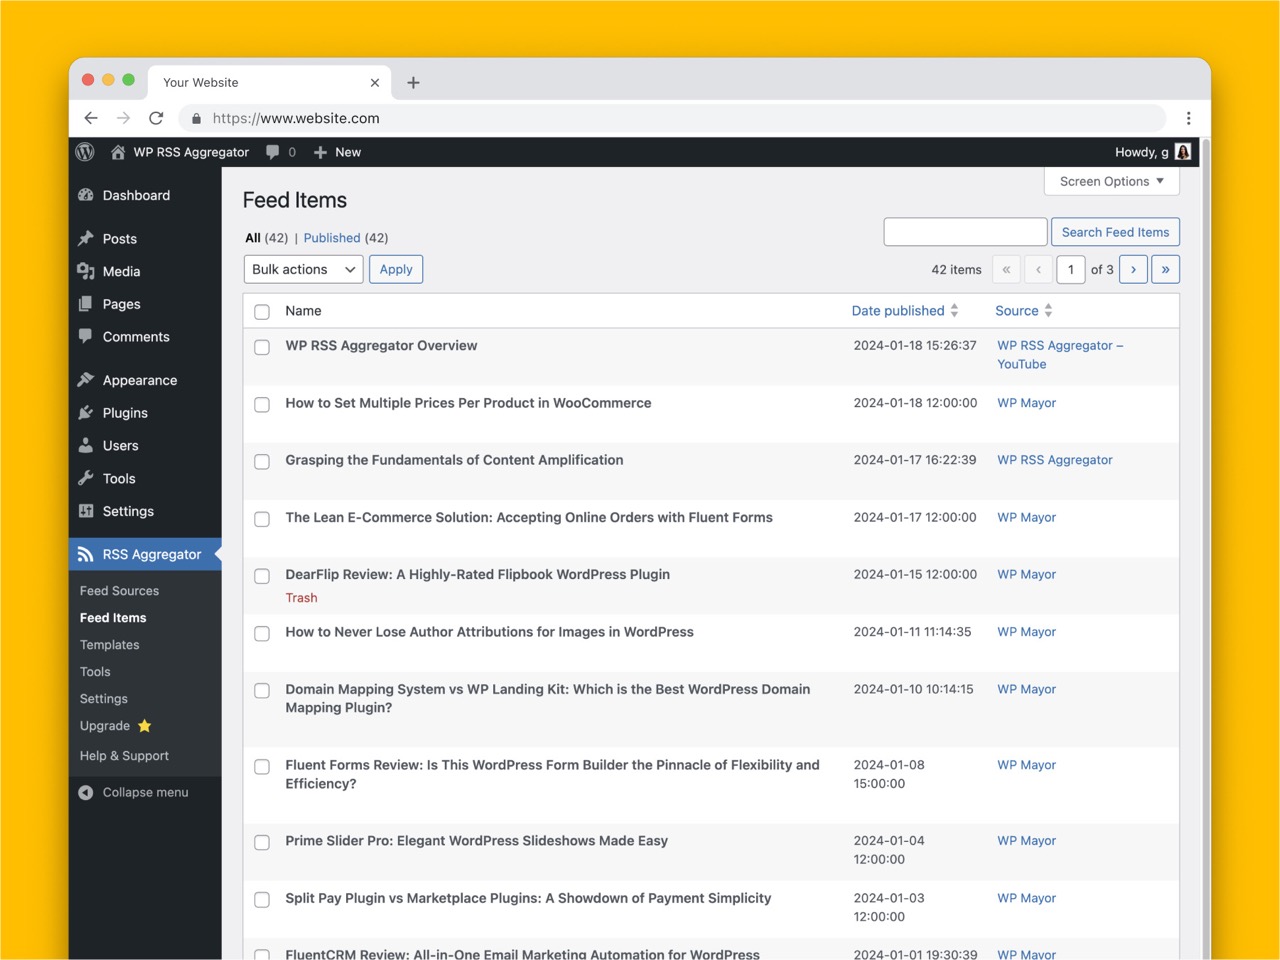 Your Website
https://www.website.com
WP RSS Aggregator 0 New Howdy, g
Screen Options
Dashboard
Posts
Media
Pages
Comments
Appearance
Plugins
Users
Tools
Settings
RSS Aggregator
Feed Sources
Feed Items
Templates
Tools
Settings
Upgrade
Help & Support
Collapse menu
Feed Items
All (42) | Published (42)
Search Feed Items
Bulk actions Apply
42 items « ‹ 1 of 3 › »
Name Date published Source
WP RSS Aggregator Overview 2024-01-18 15:26:37 WP RSS Aggregator –
YouTube
How to Set Multiple Prices Per Product in WooCommerce 2024-01-18 12:00:00 WP Mayor
Grasping the Fundamentals of Content Amplification 2024-01-17 16:22:39 WP RSS Aggregator
The Lean E-Commerce Solution: Accepting Online Orders with Fluent Forms 2024-01-17 12:00:00 WP Mayor
DearFlip Review: A Highly-Rated Flipbook WordPress Plugin 2024-01-15 12:00:00 WP Mayor
Trash
How to Never Lose Author Attributions for Images in WordPress 2024-01-11 11:14:35 WP Mayor
Domain Mapping System vs WP Landing Kit: Which is the Best WordPress Domain 2024-01-10 10:14:15 WP Mayor
Mapping Plugin?
Fluent Forms Review: Is This WordPress Form Builder the Pinnacle of Flexibility and 2024-01-08 WP Mayor
Efficiency? 15:00:00
Prime Slider Pro: Elegant WordPress Slideshows Made Easy 2024-01-04 WP Mayor
12:00:00
Split Pay Plugin vs Marketplace Plugins: A Showdown of Payment Simplicity 2024-01-03 WP Mayor
12:00:00
FluentCRM Review: All-in-One Email Marketing Automation for WordPress 2024-01-01 19:30:39 WP Mayor